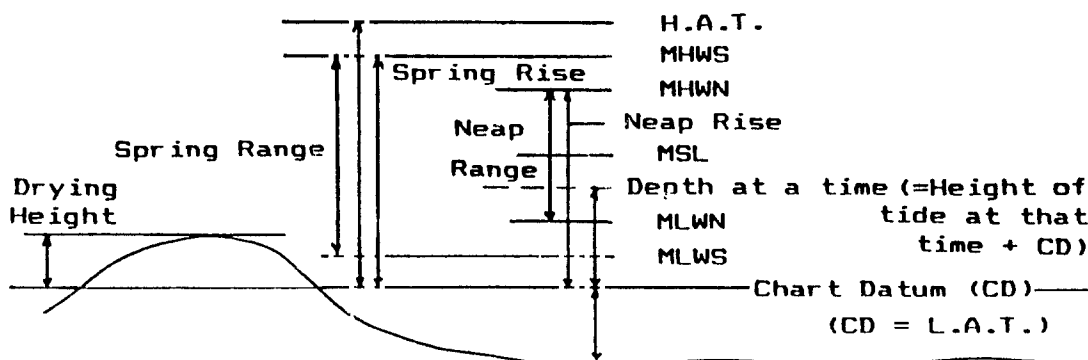 H.A.T.
MHWS
Spring Rise
MHWN
Neap
Neap Rise
Spring Range
MSL
Range
Drying
Height
Depth at a time (=Height of
tide at that
time + CD)
MLWN
MLWS
Chart Datum (CD)
(CD = L.A.T.)